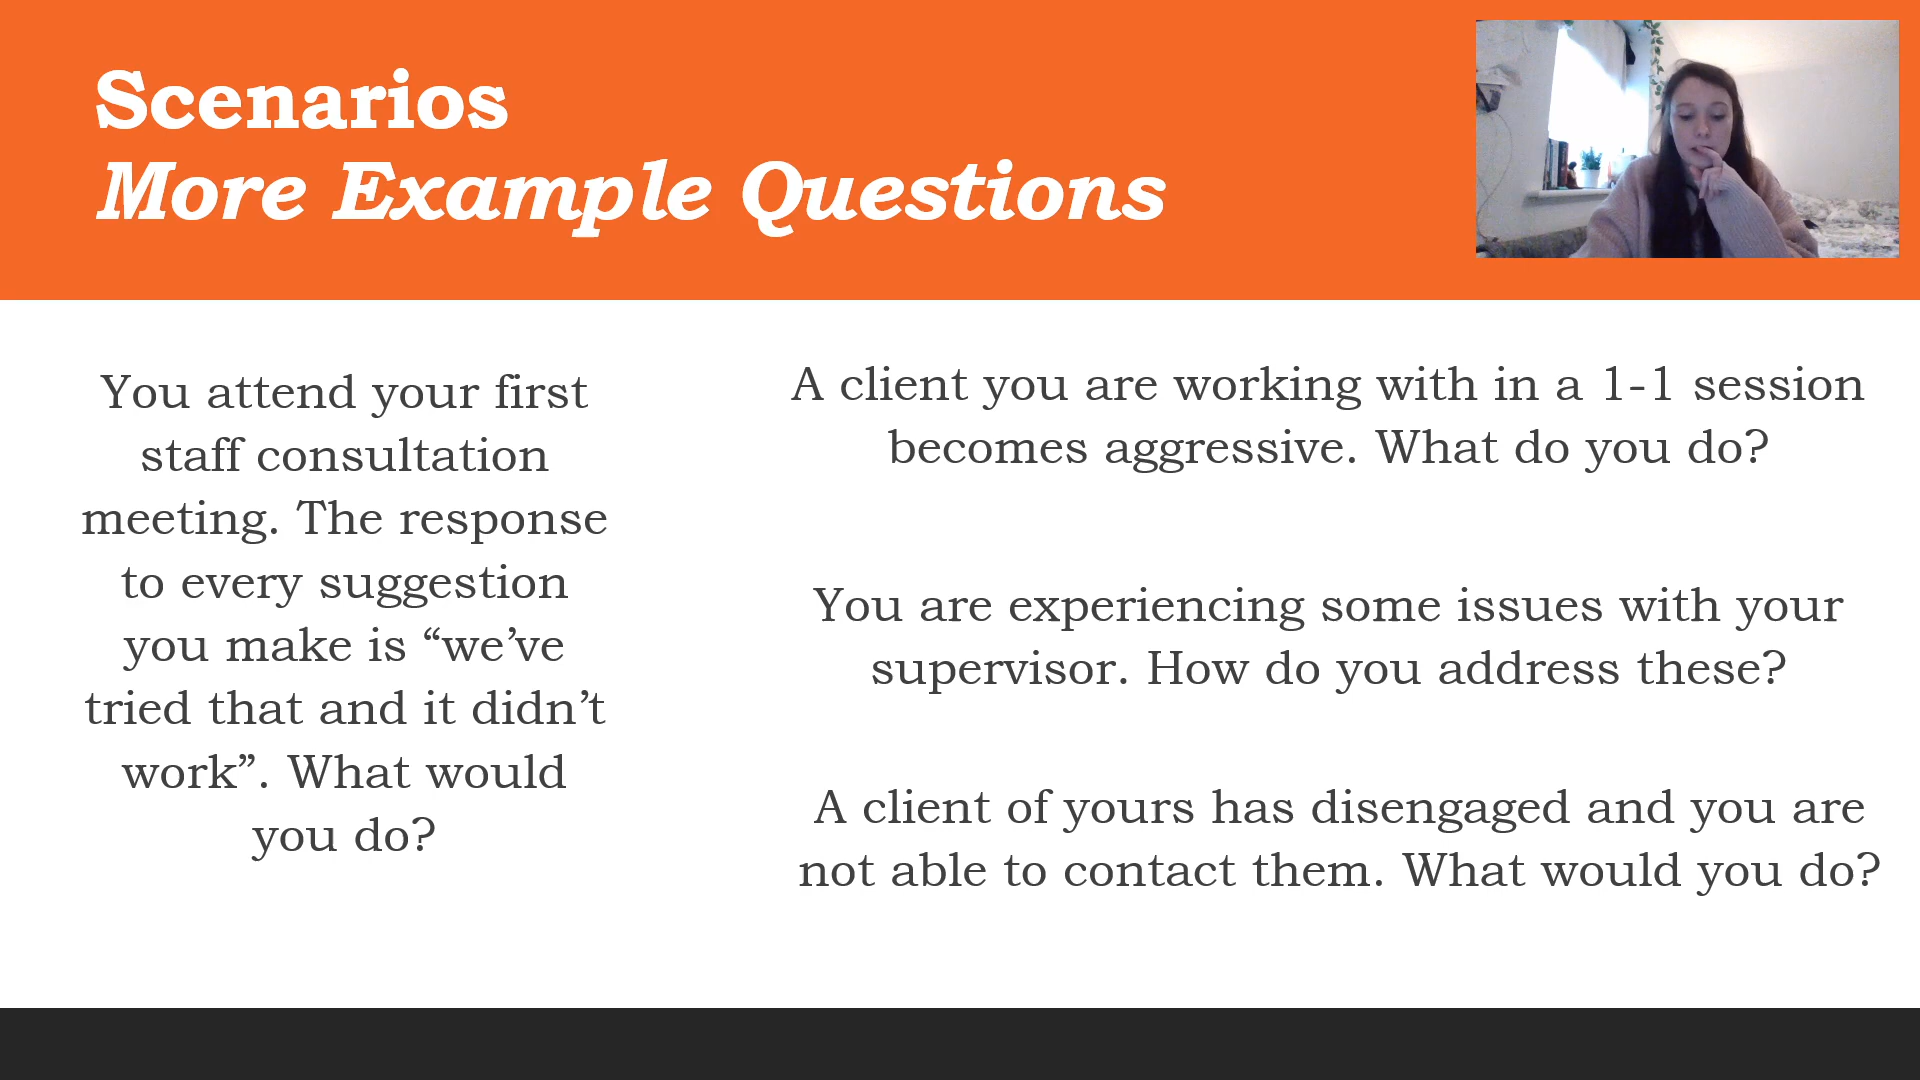 Scenarios
More Example Questions
You attend your first
staff consultation
meeting. The response
to every suggestion
you make is “we’ve
tried that and it didn’t
work”. What would
you do?
A client you are working with in a 1-1 session
becomes aggressive. What do you do?
You are experiencing some issues with your
supervisor. How do you address these?
A client of yours has disengaged and you are
not able to contact them. What would you do?